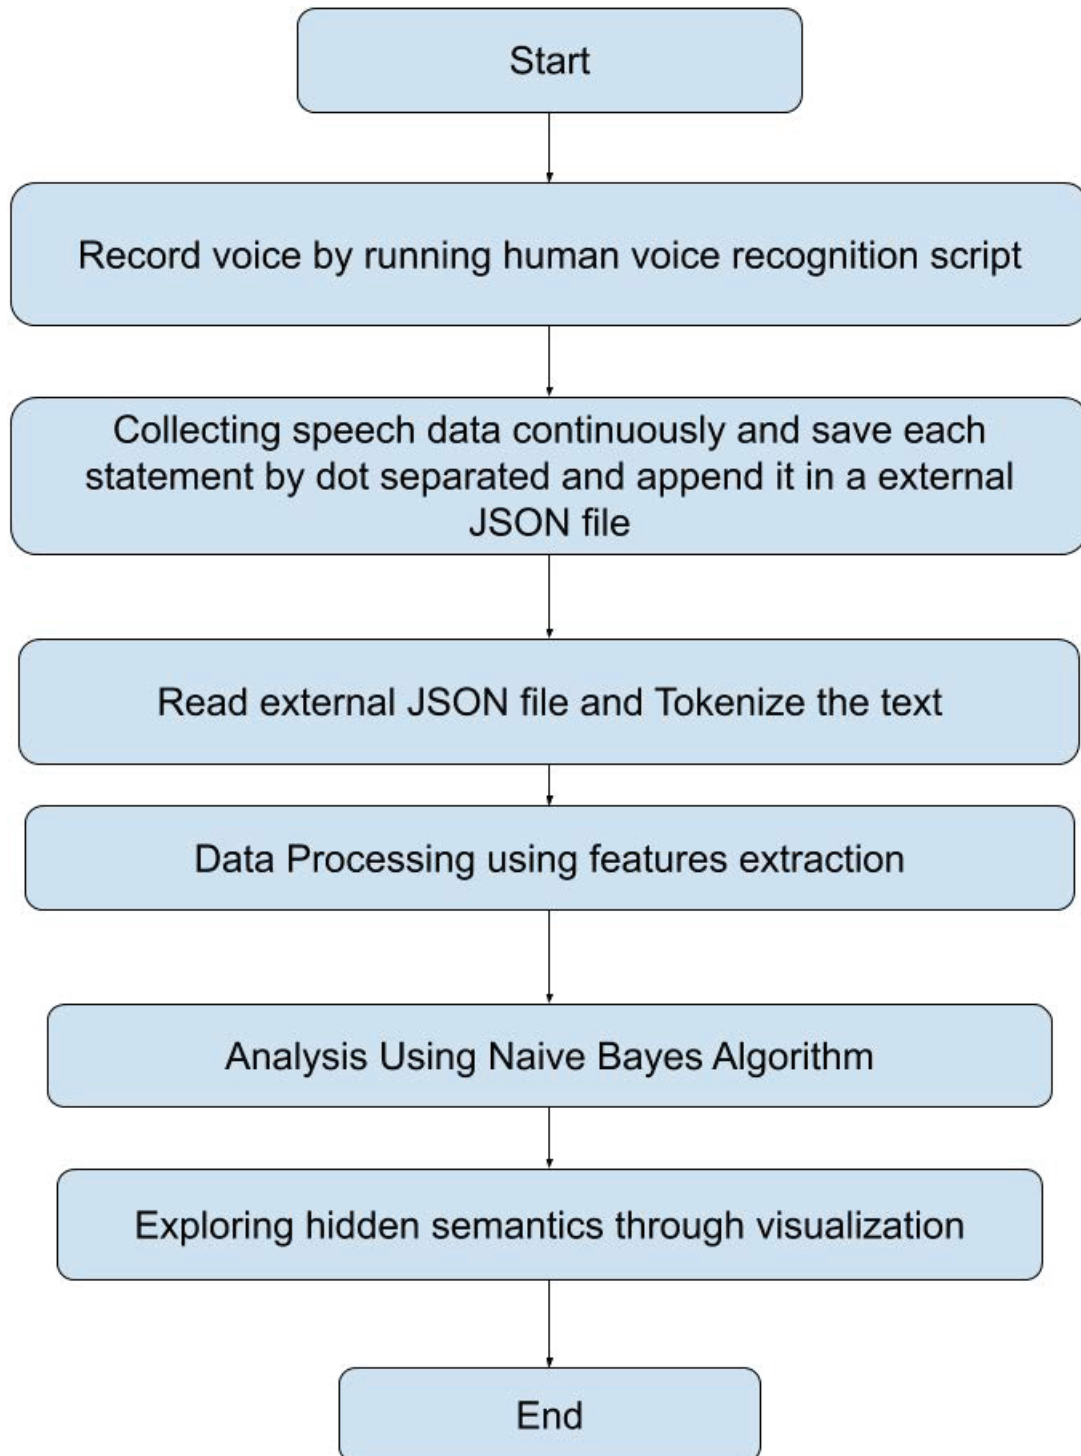 Start
Record voice by running human voice recognition script
Collecting speech data continuously and save each
statement by dot separated and append it in a external
JSON file
Read external JSON file and Tokenize the text
Data Processing using features extraction
Analysis Using Naive Bayes Algorithm
Exploring hidden semantics through visualization
End